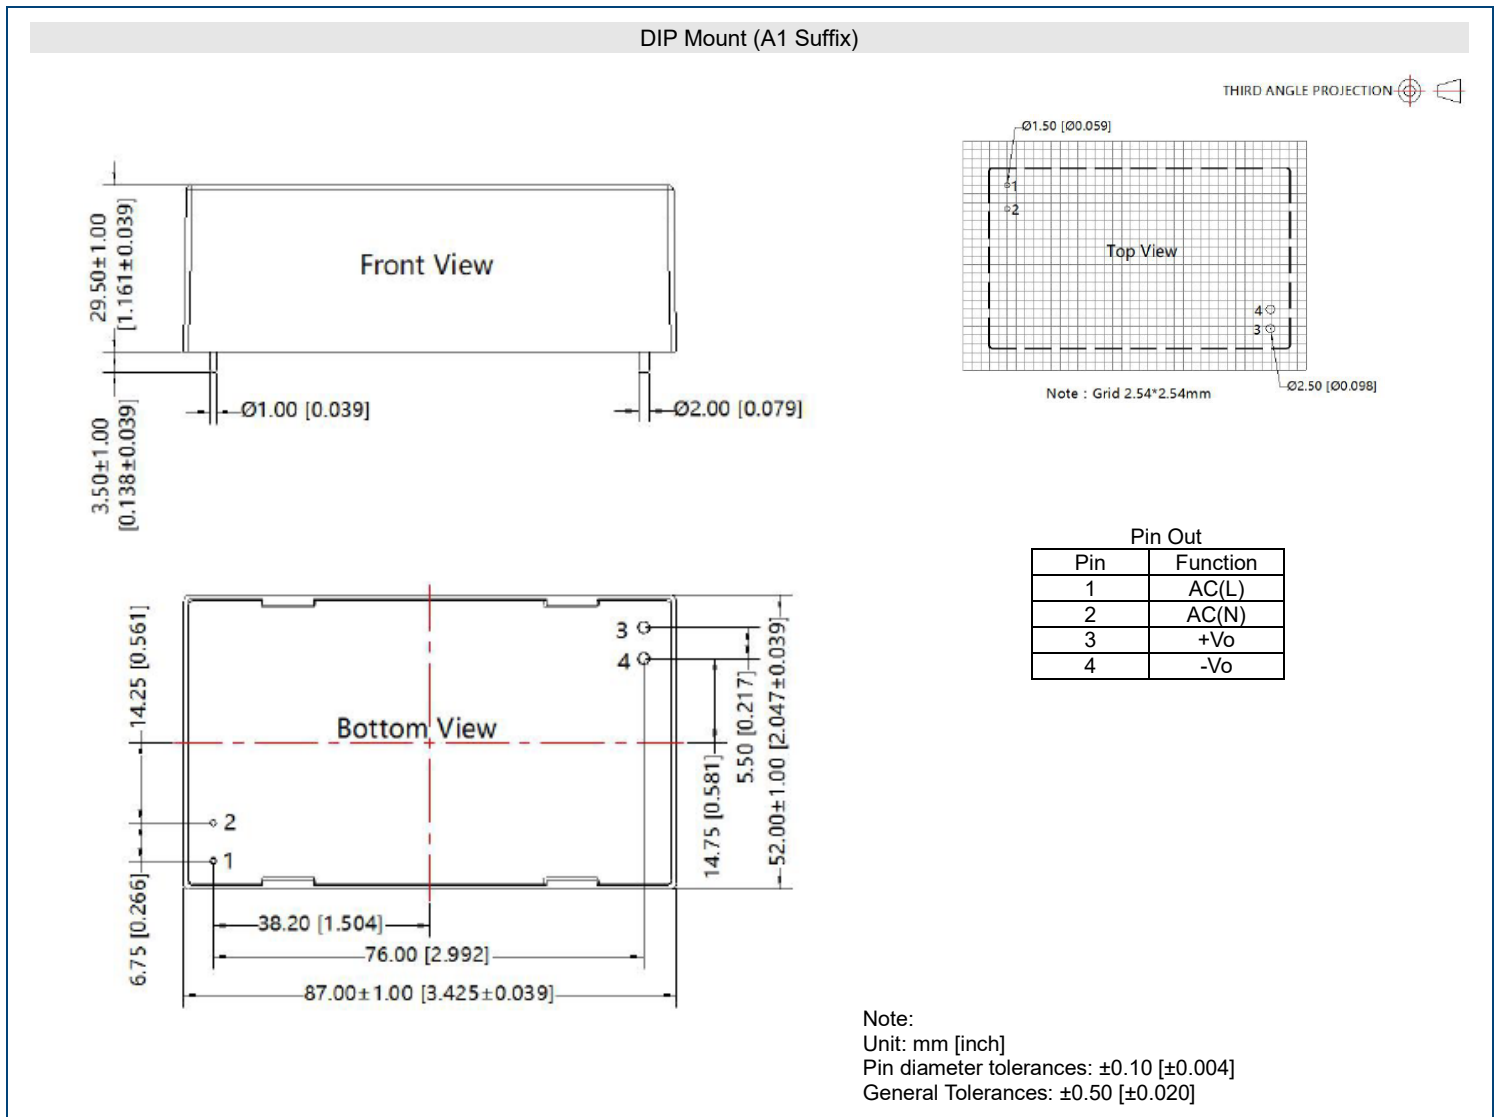 DIP Mount (A1 Suffix)
THIRD ANGLE PROJECTION
Ø1.50 [Ø0.059]
1
2
Top View
4
3
Ø2.50 [Ø0.098]
Note : Grid 2.54*2.54mm
29.50±1.00
[1.161±0.039]
Front View
3.50±1.00
[0.138±0.039]
Ø1.00 [0.039]
Ø2.00 [0.079]
Pin Out
Pin Function
1 AC(L)
2 AC(N)
3 +Vo
4 -Vo
14.25 [0.561]
6.75 [0.266]
Bottom View
3
4
2
1
5.50 [0.217]
14.75 [0.581]
52.00±1.00 [2.047±0.039]
38.20 [1.504]
76.00 [2.992]
87.00±1.00 [3.425±0.039]
Note:
Unit: mm [inch]
Pin diameter tolerances: ±0.10 [±0.004]
General Tolerances: ±0.50 [±0.020]